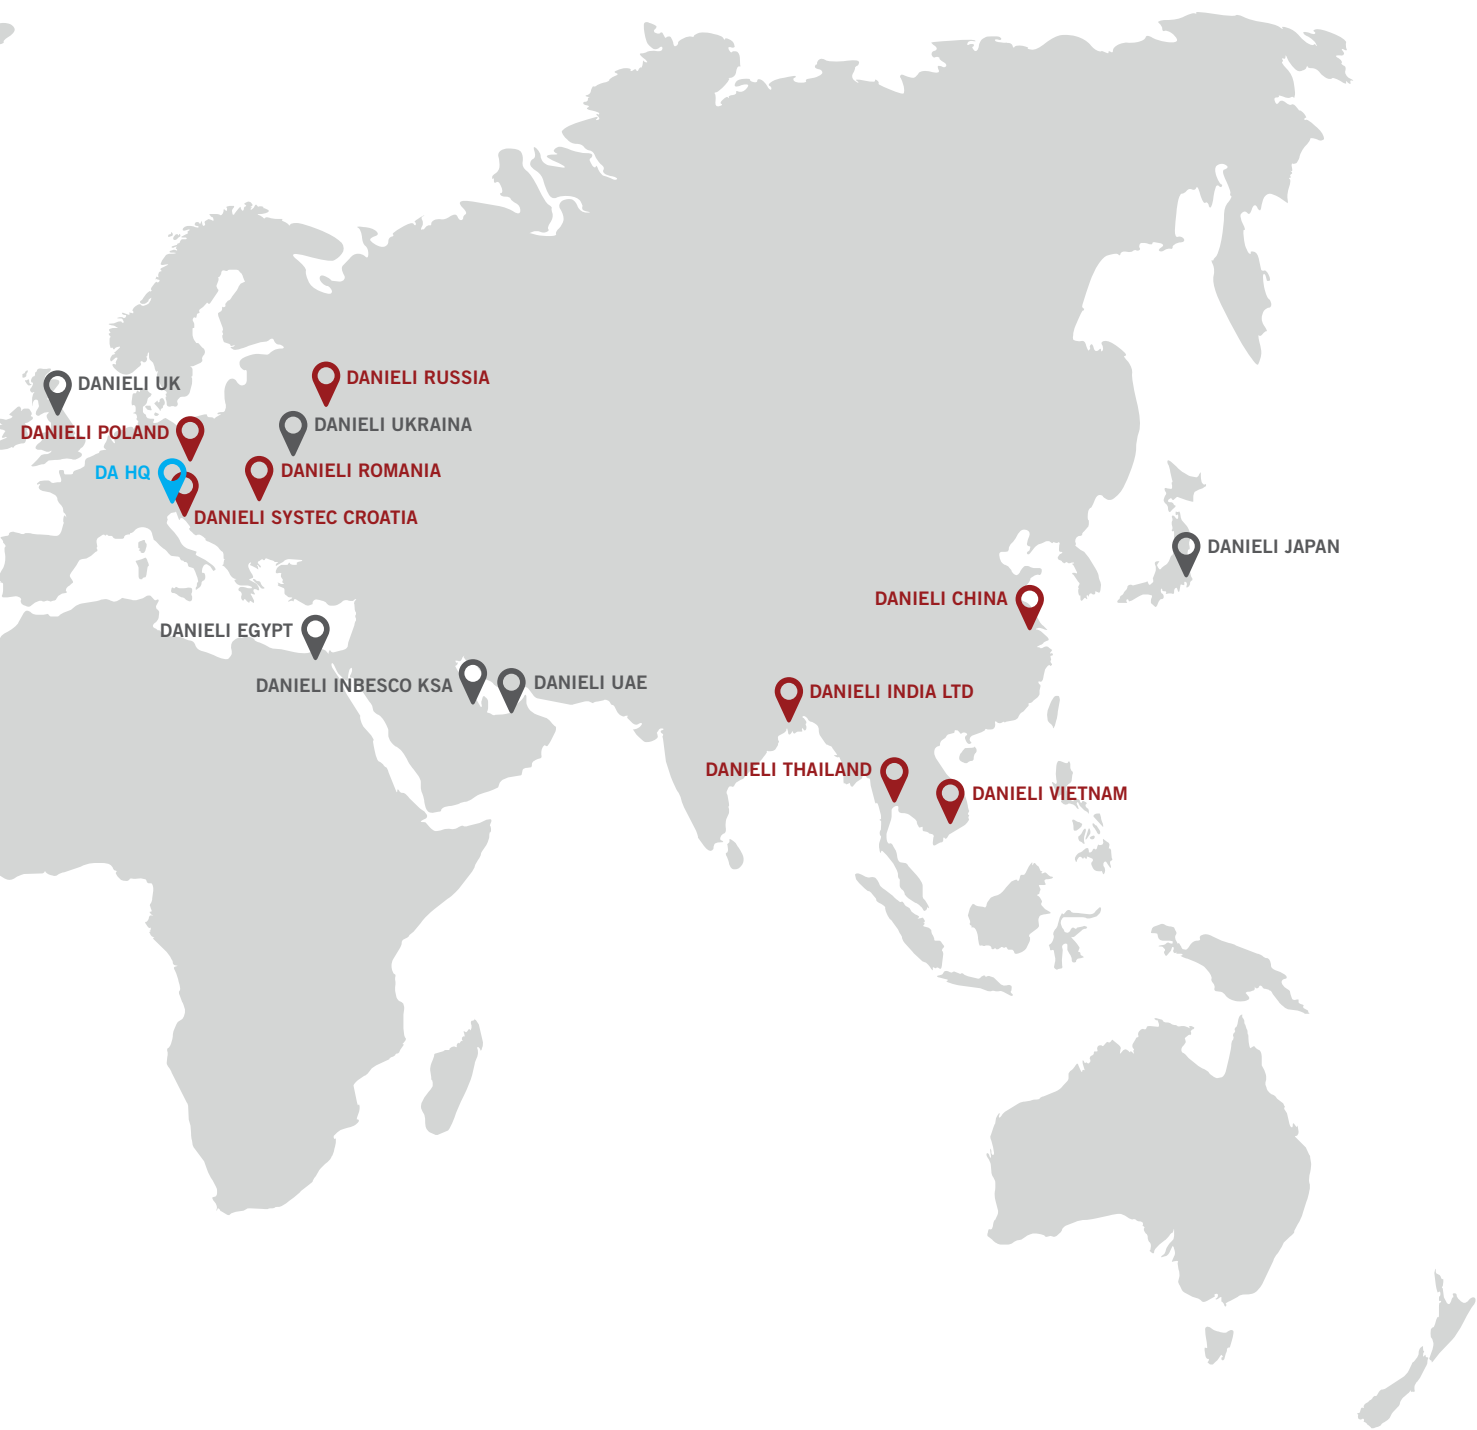 DANIELI RUSSIA
DANIELI UK
DANIELI UKRAINA
DANIELI POLAND
DANIELI ROMANIA
DA HQ
DANIELI SYSTEC CROATIA
DANIELI JAPAN
DANIELI CHINA
DANIELI EGYPT
DANIELI UAE
DANIELI INBESCO KSA
DANIELI INDIA LTD
DANIELI THAILAND
DANIELI VIETNAM